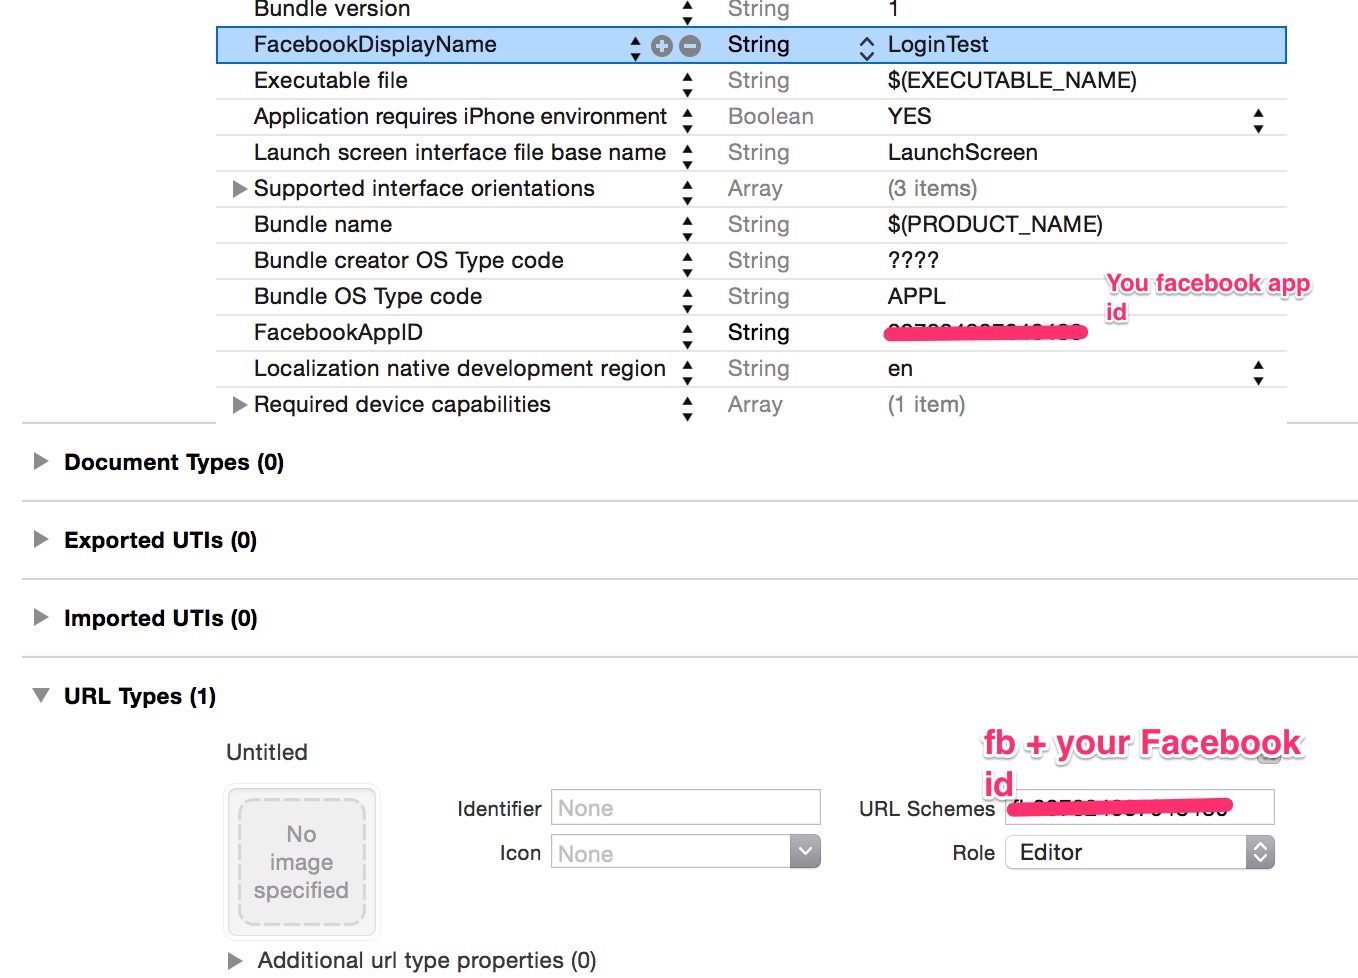 Bundle version String 1
FacebookDisplayName String LoginTest
Executable file String $(EXECUTABLE_NAME)
Application requires iPhone environment Boolean YES
Launch screen interface file base name String LaunchScreen
Supported interface orientations Array (3 items)
Bundle name String $(PRODUCT_NAME)
Bundle creator OS Type code String ????
Bundle OS Type code String APPL
You facebook app
id
FacebookAppID String
Localization native development region String en
Required device capabilities Array (1 item)
Document Types (0)
Exported UTIs (0)
Imported UTIs (0)
URL Types (1)
Untitled
fb + your Facebook
id
No
image
specified
Identifier None
URL Schemes
Icon None
Role Editor
Additional url type properties (0)